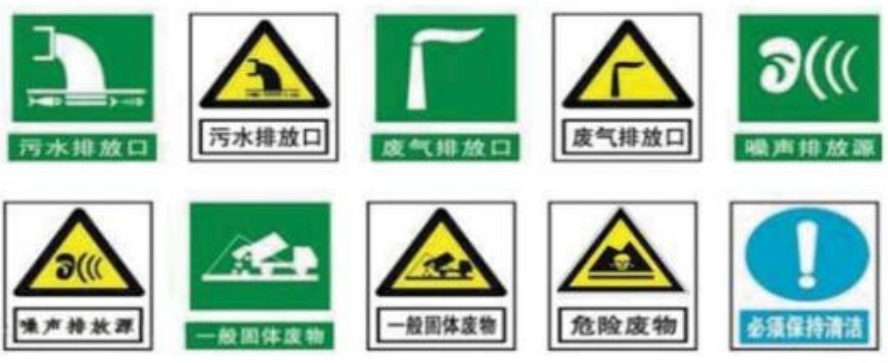 污水排放口
污水排放口
废气排放口
废气排放口
噪声排放源
噪声排放源
一般固体废物
一般固体废物
危险废物
必须保持清洁